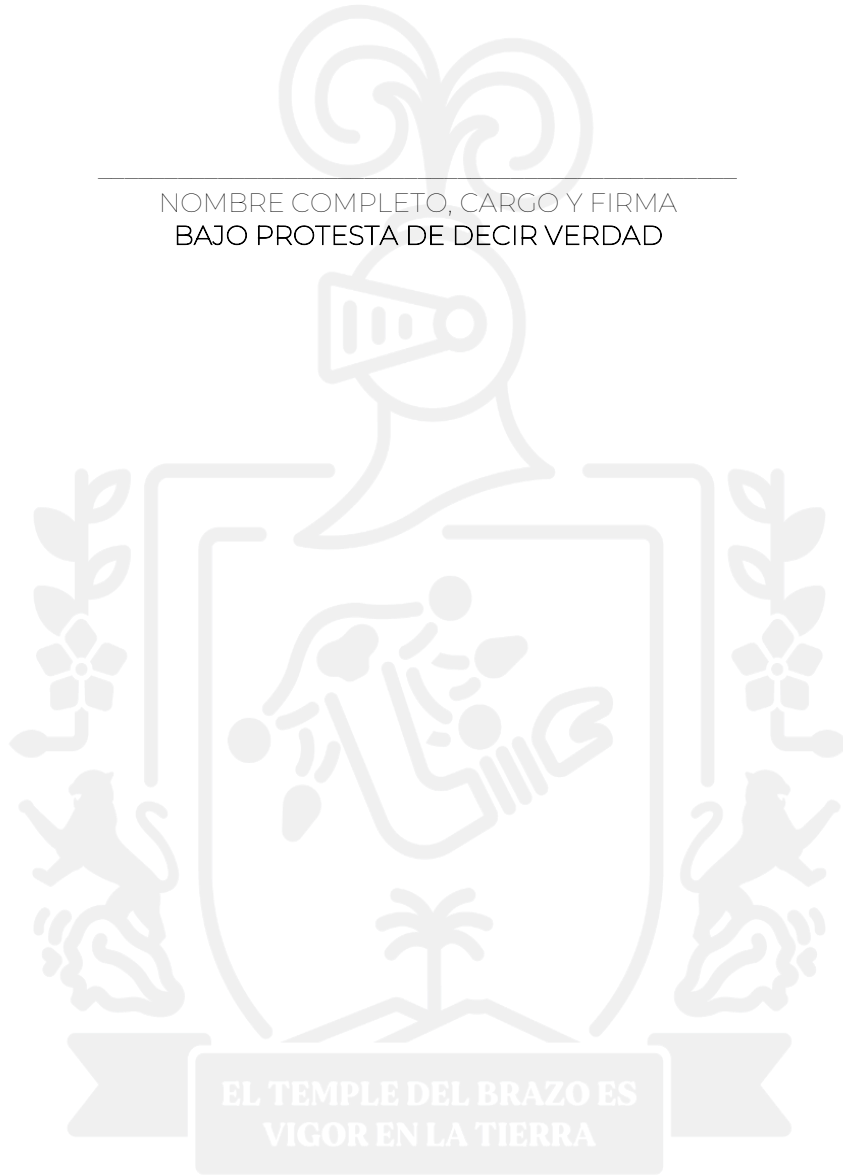 NOMBRE COMPLETO, CARGO Y FIRMA
BAJO PROTESTA DE DECIR VERDAD
EL TEMPLE DEL BRAZO ES
VIGOR EN LA TIERRA